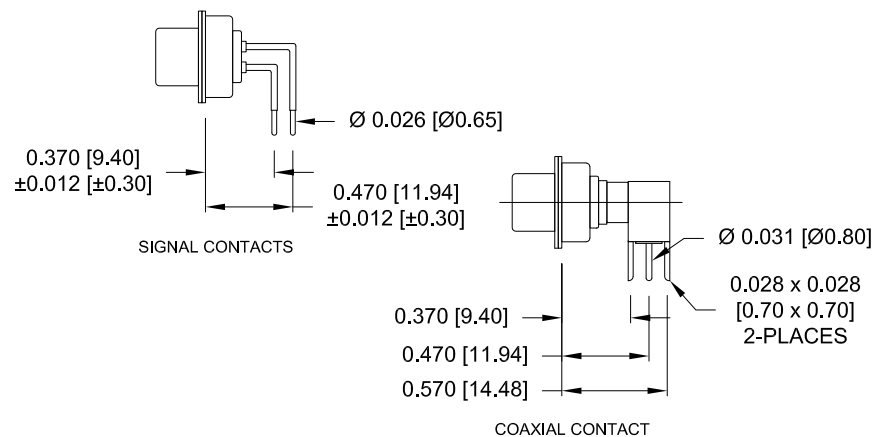 Ø 0.026 [Ø0.65]
0.370 [9.40]
±0.012 [±0.30]
0.470 [11.94]
±0.012 [±0.30]
SIGNAL CONTACTS
Ø 0.031 [Ø0.80]
0.028 x 0.028
[0.70 x 0.70]
2-PLACES
0.370 [9.40]
0.470 [11.94]
0.570 [14.48]
COAXIAL CONTACT